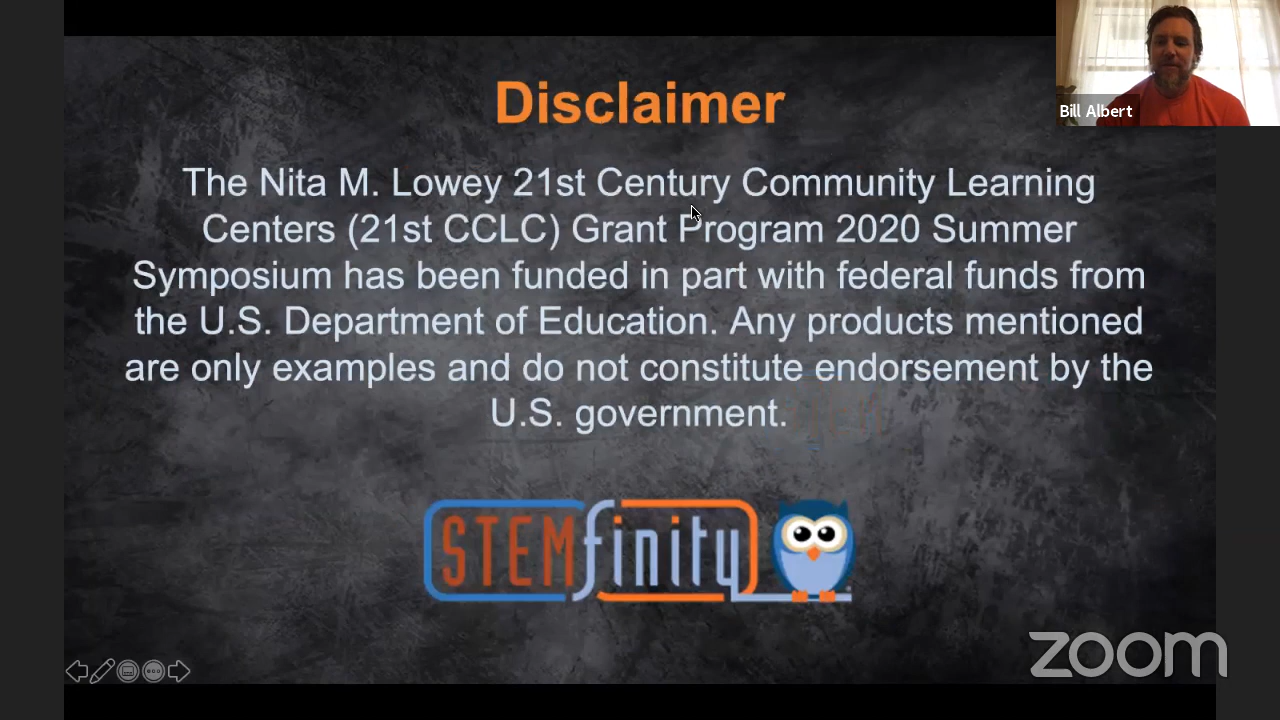 Disclaimer
Bill Albert
The Nita M. Lowey 21st Century Community Learning
Centers (21st CCLC) Grant Program 2020 Summer
Symposium has been funded in part with federal funds from
the U.S. Department of Education. Any products mentioned
are only examples and do not constitute endorsement by the
U.S. government.
STEMfinity
zoom